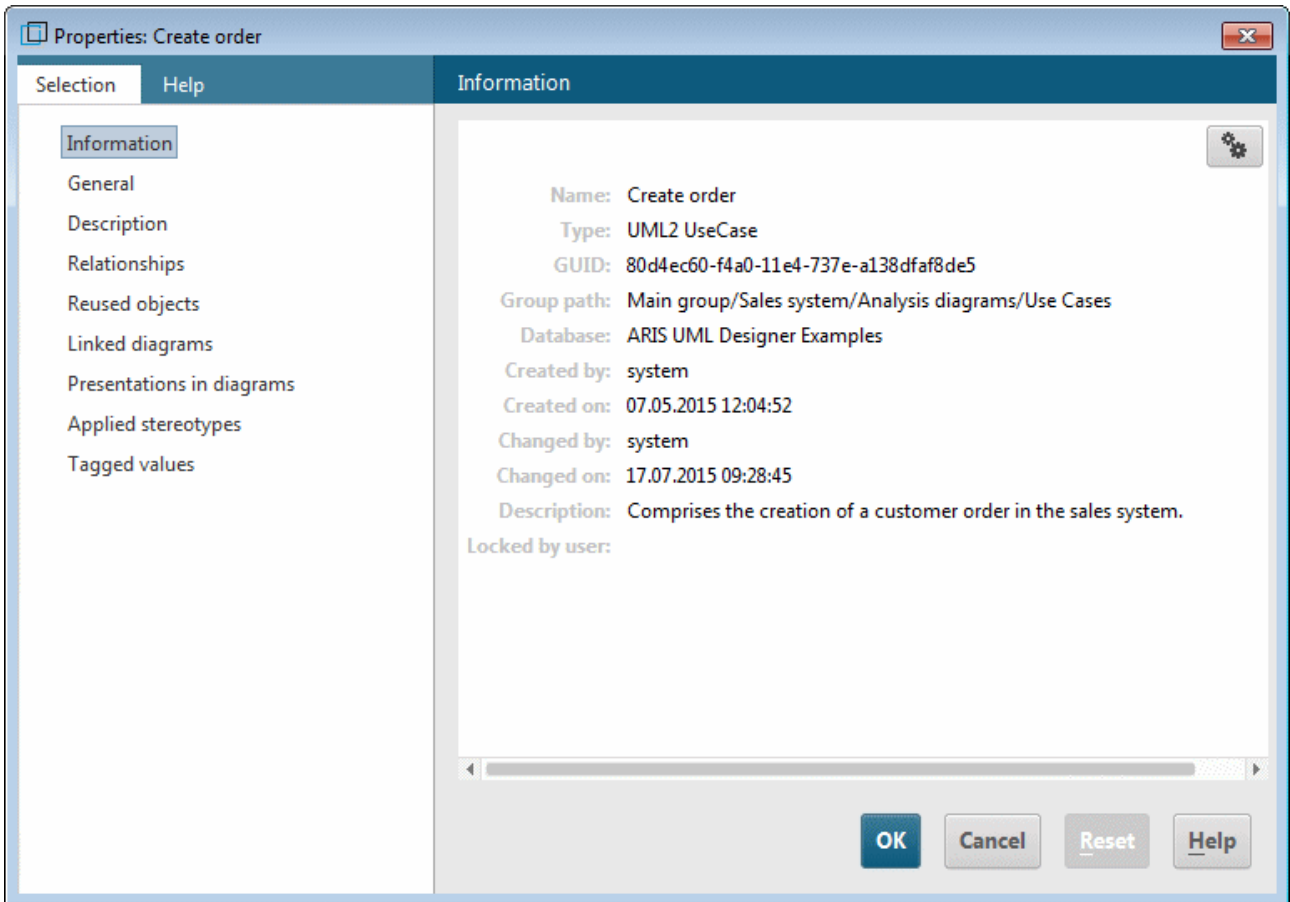 Properties: Create order
Selection
Help
Information
Information
General
Description
Relationships
Reused objects
Linked diagrams
Presentations in diagrams
Applied stereotypes
Tagged values
Name: Create order
Type: UML2 UseCase
GUID: 80d4ec60-f4a0-11e4-737e-a138dfaf8de5
Group path: Main group/Sales system/Analysis diagrams/Use Cases
Database: ARIS UML Designer Examples
Created by: system
Created on: 07.05.2015 12:04:52
Changed by: system
Changed on: 17.07.2015 09:28:45
Description: Comprises the creation of a customer order in the sales system.
Locked by user:
OK
Cancel
Reset
Help